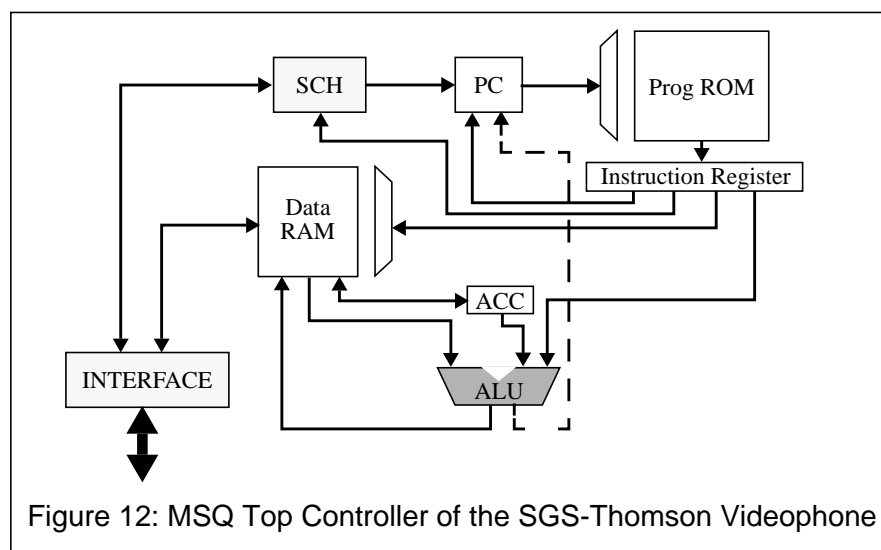 SCH
PC
Prog ROM
Instruction Register
Data
RAM
ACC
INTERFACE
ALU
Figure 12: MSQ Top Controller of the SGS-Thomson Videophone